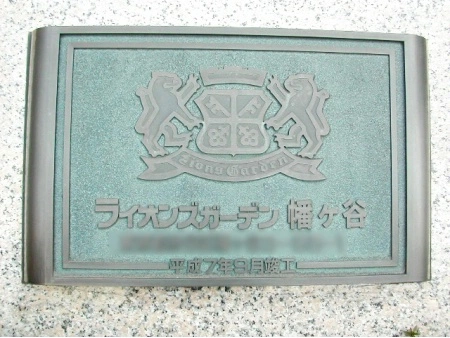 Lions Garden
ライオンズガーデン 幡ヶ谷
平成7年9月竣工